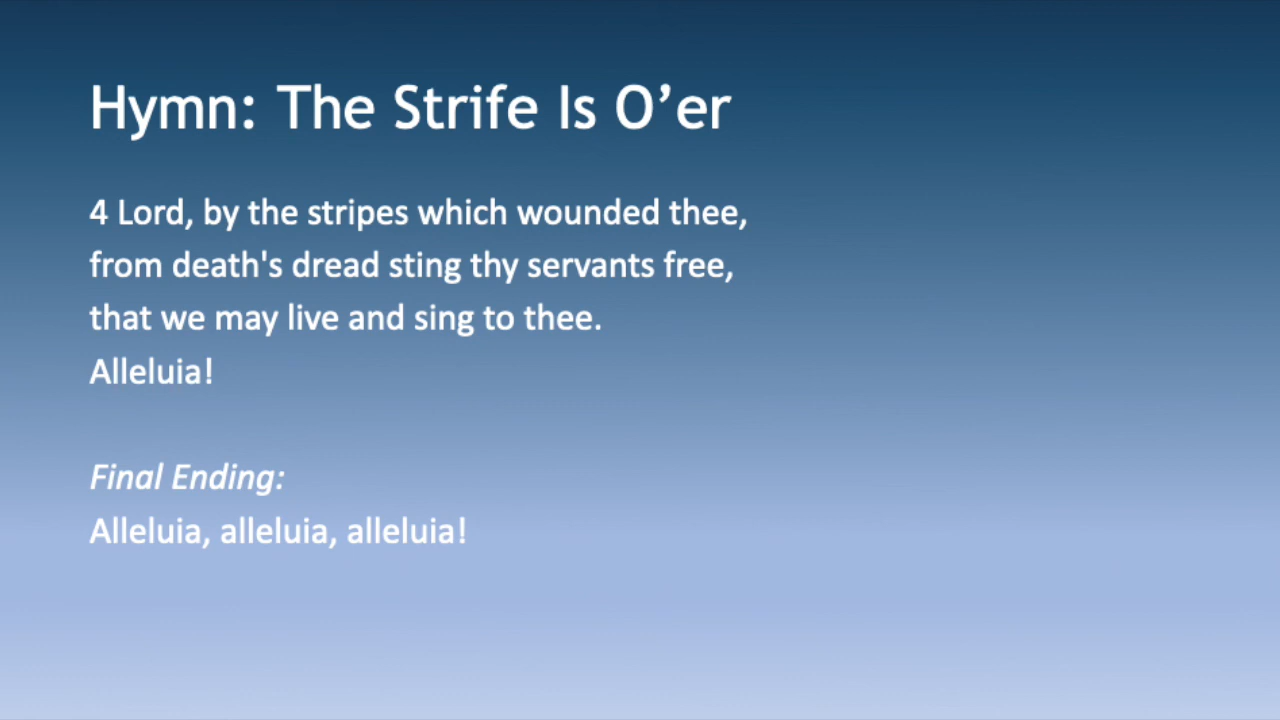 Hymn: The Strife Is O’er
4 Lord, by the stripes which wounded thee,
from death's dread sting thy servants free,
that we may live and sing to thee.
Alleluia!
Final Ending:
Alleluia, alleluia, alleluia!